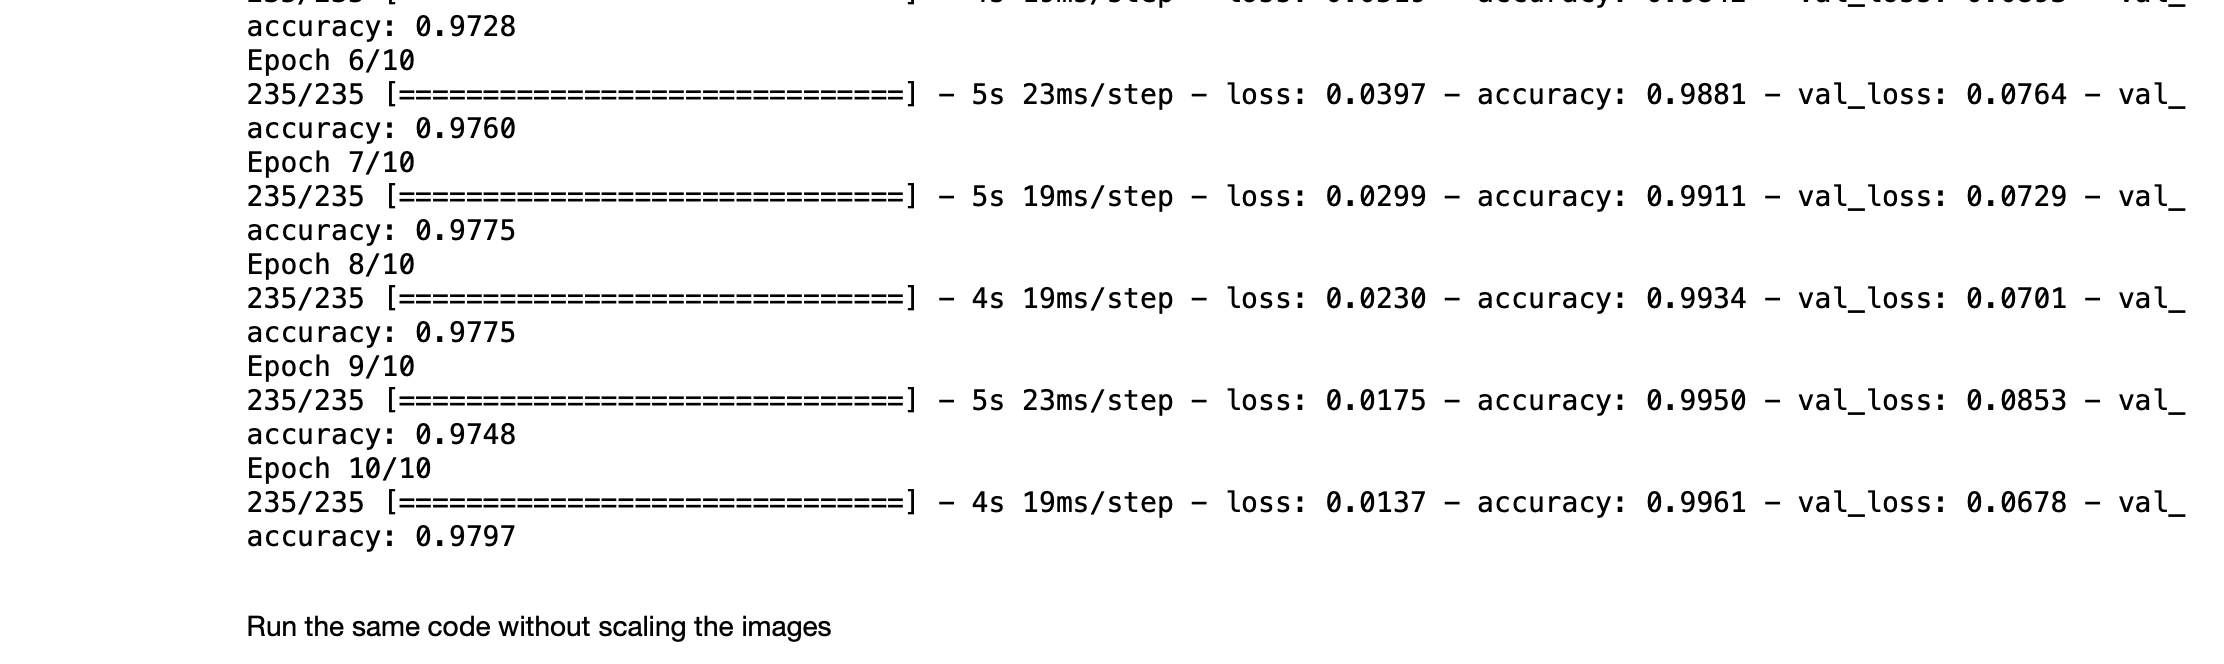 accuracy: 0.9728
Epoch 6/10
235/235 [==============================] - 5s 23ms/step - loss: 0.0397 - accuracy: 0.9881 - val_loss: 0.0764 - val_
accuracy: 0.9760
Epoch 7/10
235/235 [==============================] - 5s 19ms/step - loss: 0.0299 - accuracy: 0.9911 - val_loss: 0.0729 - val_
accuracy: 0.9775
Epoch 8/10
235/235 [==============================] - 4s 19ms/step - loss: 0.0230 - accuracy: 0.9934 - val_loss: 0.0701 - val_
accuracy: 0.9775
Epoch 9/10
235/235 [==============================] - 5s 23ms/step - loss: 0.0175 - accuracy: 0.9950 - val_loss: 0.0853 - val_
accuracy: 0.9748
Epoch 10/10
235/235 [==============================] - 4s 19ms/step - loss: 0.0137 - accuracy: 0.9961 - val_loss: 0.0678 - val_
accuracy: 0.9797
Run the same code without scaling the images